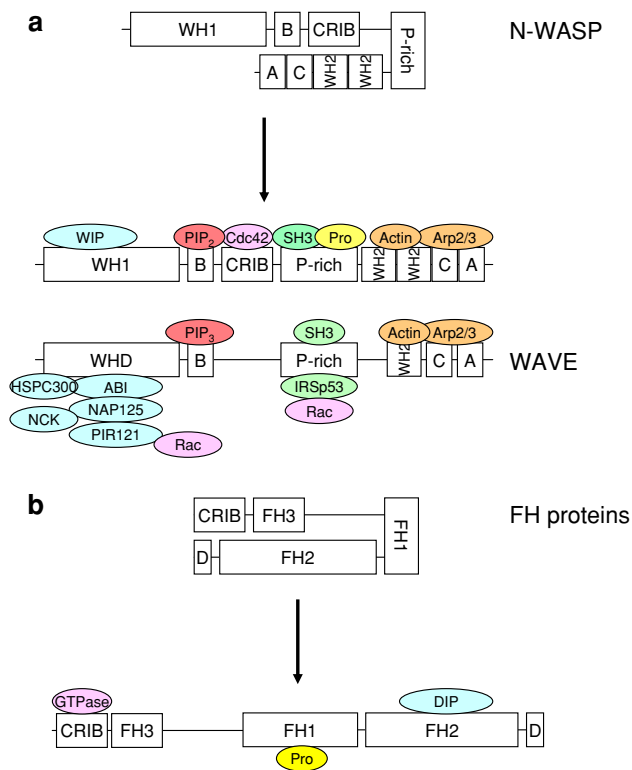 a WH1 B CRIB P-rich N-WASP
A C WH2 WH2
WIP PIP2 Cdc42 SH3 Pro Actin Arp2/3
WH1 B CRIB P-rich WH2 WH2 C A
PIP3 SH3 Actin Arp2/3
WHD B P-rich WH2 C A WAVE
HSPC300 ABI IRSp53
NCK NAP125 Rac
PIR121 Rac
b CRIB FH3 FH1 FH proteins
D FH2
GTPase DIP
CRIB FH3 FH1 FH2 D
Pro